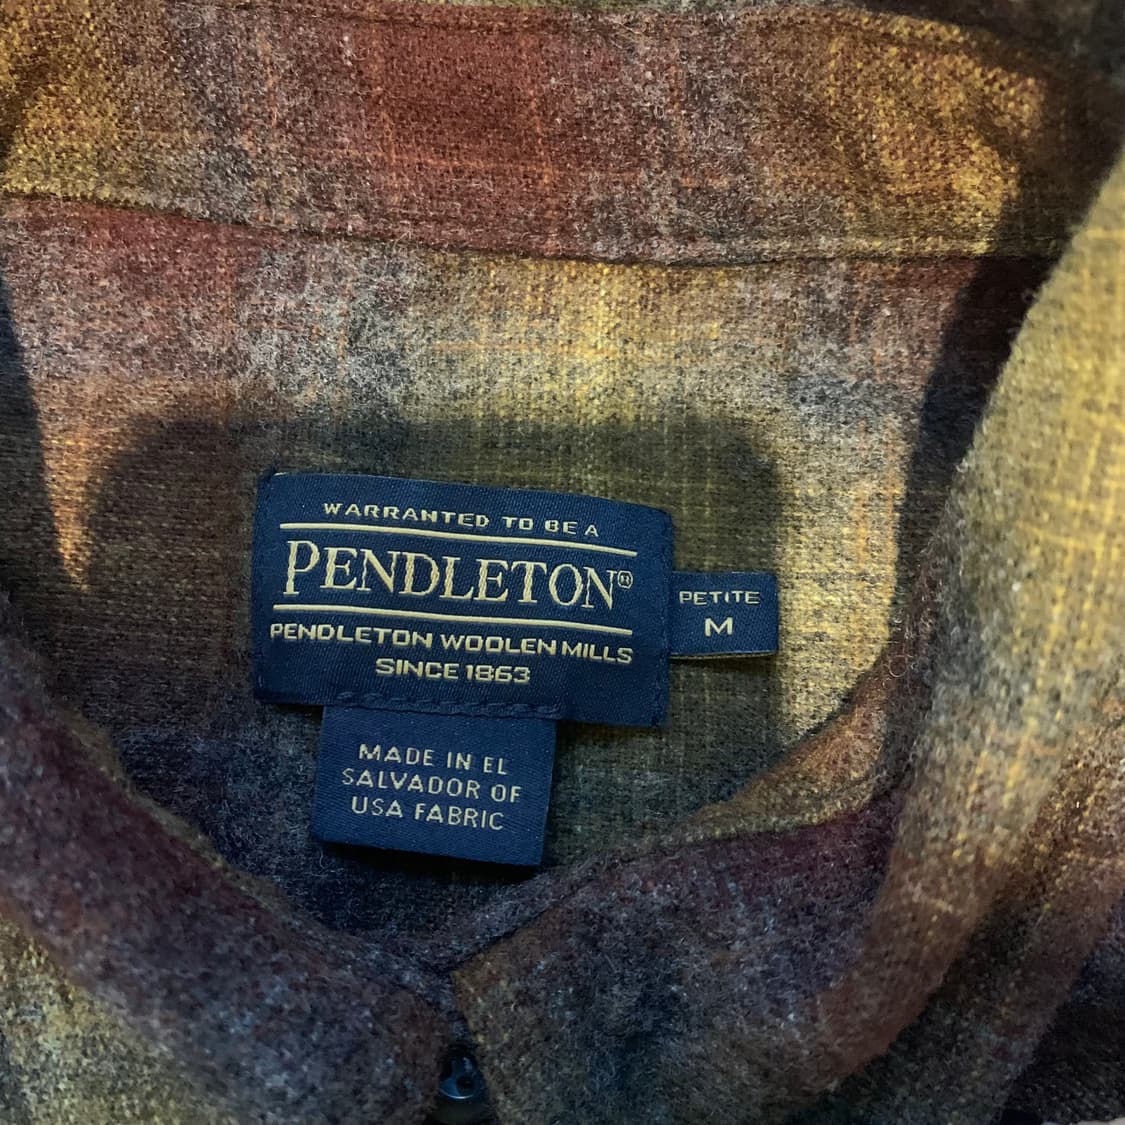 WARRANTED TO BE A
PENDLETON®
PENDLETON WOOLEN MILLS
SINCE 1863
PETITE
M
MADE IN EL
SALVADOR OF
USA FABRIC